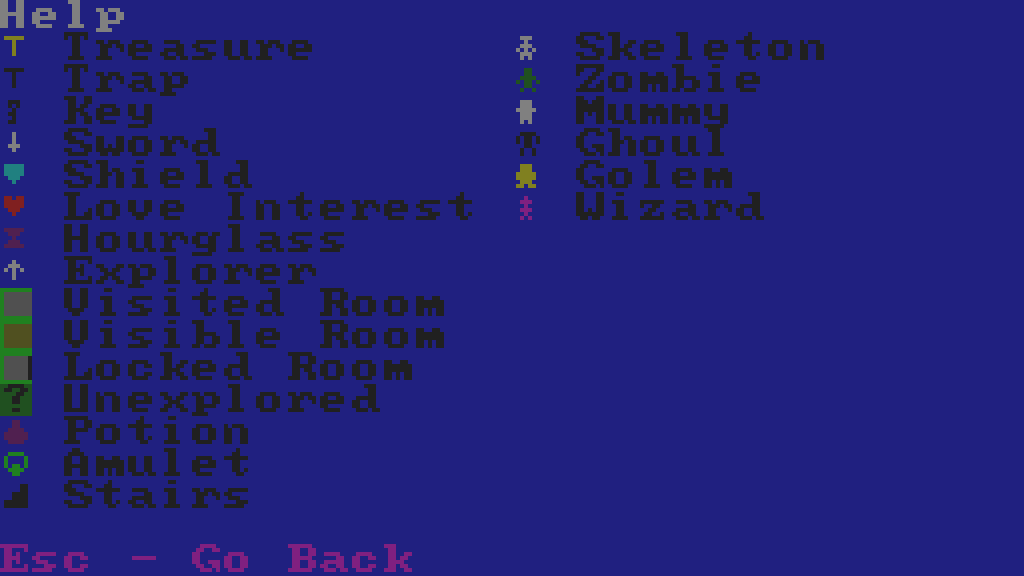 Help
Treasure
Trap
Key
Sword
Shield
Love Interest
Hourglass
Explorer
Visited Room
Visible Room
Locked Room
? Unexplored
Potion
Amulet
Stairs
Skeleton
Zombie
Mummy
Ghoul
Golem
Wizard
Esc - Go Back